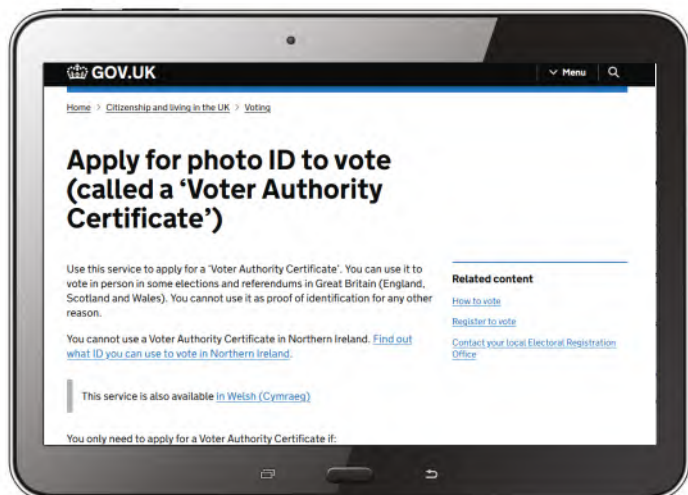 GOV.UK
Menu
Home > Citizenship and living in the UK > Voting
Apply for photo ID to vote
(called a ‘Voter Authority
Certificate’)
Use this service to apply for a ‘Voter Authority Certificate’. You can use it to
vote in person in some elections and referendums in Great Britain (England,
Scotland and Wales). You cannot use it as proof of identification for any other
reason.
You cannot use a Voter Authority Certificate in Northern Ireland. Find out
what ID you can use to vote in Northern Ireland.
This service is also available in Welsh (Cymraeg)
You only need to apply for a Voter Authority Certificate if:
Related content
How to vote
Register to vote
Contact your local Electoral Registration
Office